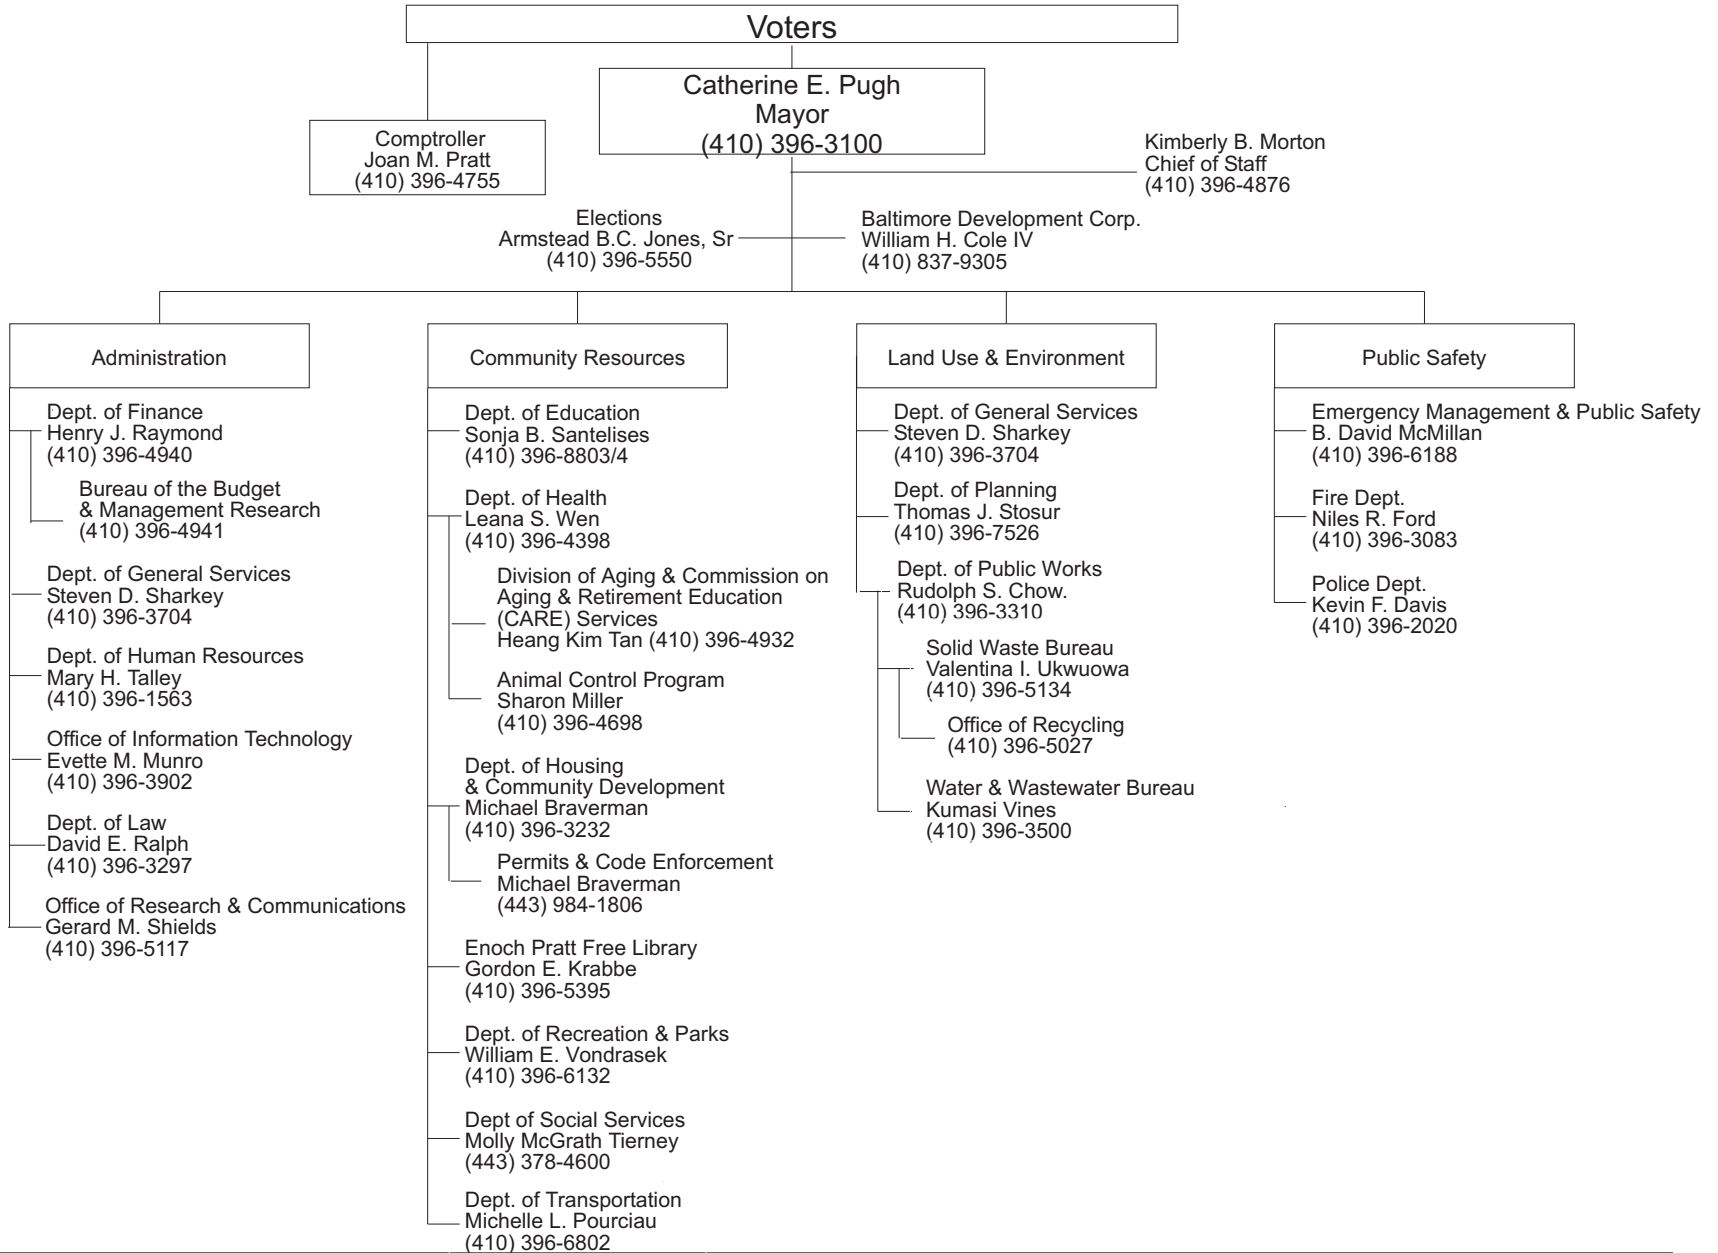 Voters
Catherine E. Pugh
Mayor
(410) 396-3100
Comptroller
Joan M. Pratt
(410) 396-4755
Kimberly B. Morton
Chief of Staff
(410) 396-4876
Elections
Armstead B.C. Jones, Sr
(410) 396-5550
Baltimore Development Corp.
William H. Cole IV
(410) 837-9305
Administration
Dept. of Finance
Henry J. Raymond
(410) 396-4940
Bureau of the Budget
& Management Research
(410) 396-4941
Dept. of General Services
Steven D. Sharkey
(410) 396-3704
Dept. of Human Resources
Mary H. Talley
(410) 396-1563
Office of Information Technology
Evette M. Munro
(410) 396-3902
Dept. of Law
David E. Ralph
(410) 396-3297
Office of Research & Communications
Gerard M. Shields
(410) 396-5117
Community Resources
Dept. of Education
Sonja B. Santelises
(410) 396-8803/4
Dept. of Health
Leana S. Wen
(410) 396-4398
Division of Aging & Commission on
Aging & Retirement Education
(CARE) Services
Heang Kim Tan (410) 396-4932
Animal Control Program
Sharon Miller
(410) 396-4698
Dept. of Housing
& Community Development
Michael Braverman
(410) 396-3232
Permits & Code Enforcement
Michael Braverman
(443) 984-1806
Enoch Pratt Free Library
Gordon E. Krabbe
(410) 396-5395
Dept. of Recreation & Parks
William E. Vondrasek
(410) 396-6132
Dept of Social Services
Molly McGrath Tierney
(443) 378-4600
Dept. of Transportation
Michelle L. Pourciau
(410) 396-6802
Land Use & Environment
Dept. of General Services
Steven D. Sharkey
(410) 396-3704
Dept. of Planning
Thomas J. Stosur
(410) 396-7526
Dept. of Public Works
Rudolph S. Chow.
(410) 396-3310
Solid Waste Bureau
Valentina I. Ukwuowa
(410) 396-5134
Office of Recycling
(410) 396-5027
Water & Wastewater Bureau
Kumasi Vines
(410) 396-3500
Public Safety
Emergency Management & Public Safety
B. David McMillan
(410) 396-6188
Fire Dept.
Niles R. Ford
(410) 396-3083
Police Dept.
Kevin F. Davis
(410) 396-2020